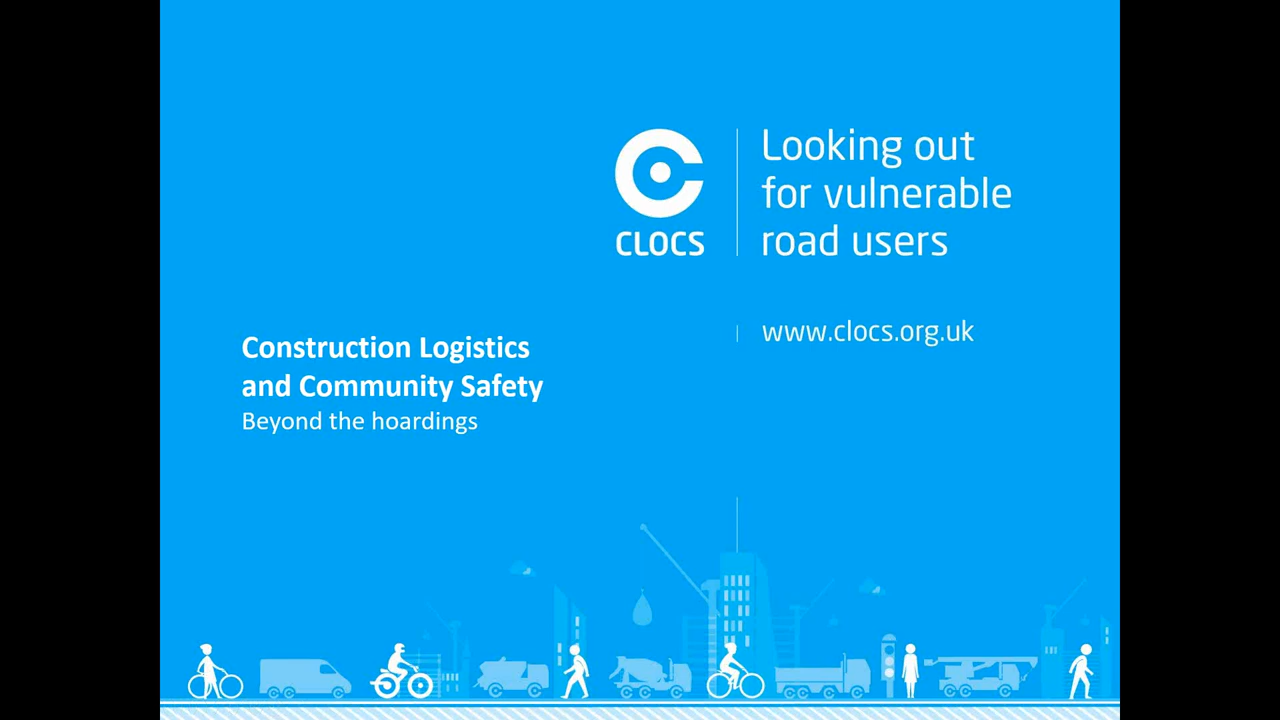 CLOCS
Looking out
for vulnerable
road users
www.clocs.org.uk
Construction Logistics
and Community Safety
Beyond the hoardings